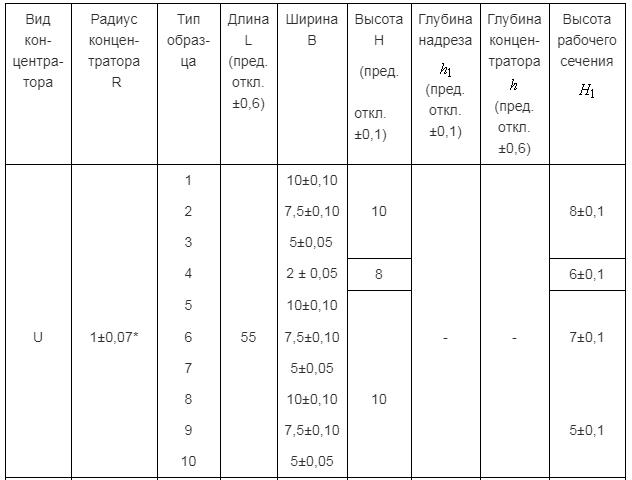 Вид кон- центра- тора
Радиус концен- тратора R
Тип образ- ца
Длина L (пред. откл. ±0,6)
Ширина B
Высота H (пред. откл. ±0,1)
Глубина надреза h₁ (пред. откл. ±0,1)
Глубина концен- тратора h (пред. откл. ±0,6)
Высота рабочего сечения H₁
U
1±0,07*
55
1 10±0,10
2 7,5±0,10 10 8±0,1
3 5±0,05
4 2 ± 0,05 8 6±0,1
5 10±0,10
6 7,5±0,10 - - 7±0,1
7 5±0,05
8 10±0,10 10
9 7,5±0,10 5±0,1
10 5±0,05